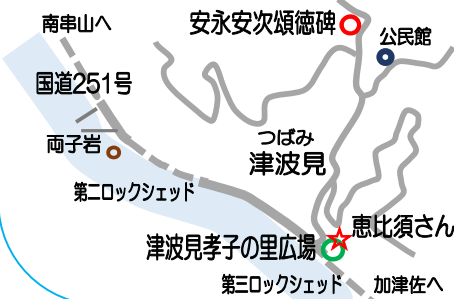 南串山へ
安永安次頌徳碑
公民館
国道251号
両子岩
つばみ
津波見
第二ロックシェッド
恵比須さん
津波見孝子の里広場
第三ロックシェッド
加津佐へ